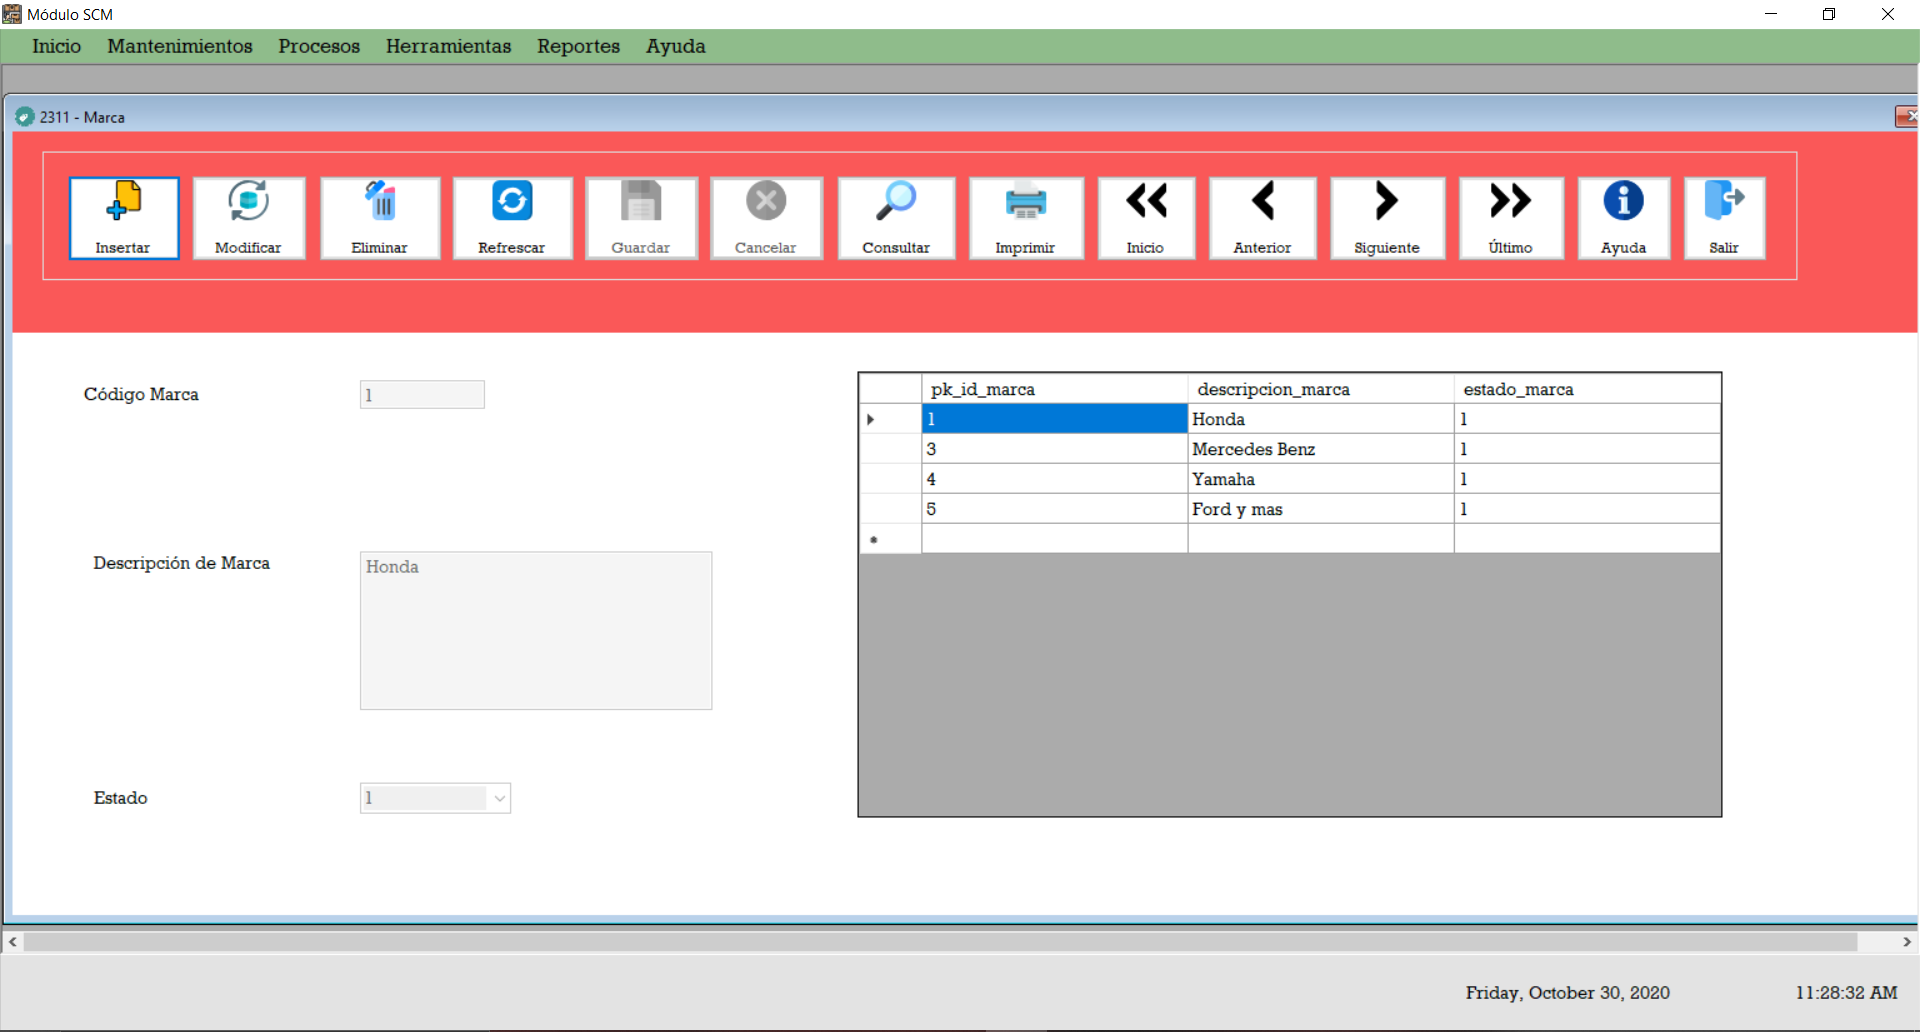 Módulo SCM
Inicio Mantenimientos Procesos Herramientas Reportes Ayuda
2311 - Marca
Insertar Modificar Eliminar Refrescar Guardar Cancelar Consultar Imprimir Inicio Anterior Siguiente Último Ayuda Salir
Código Marca 1
Descripción de Marca Honda
Estado 1
pk_id_marca descripcion_marca estado_marca
1 Honda 1
3 Mercedes Benz 1
4 Yamaha 1
5 Ford y mas 1
Friday, October 30, 2020 11:28:32 AM